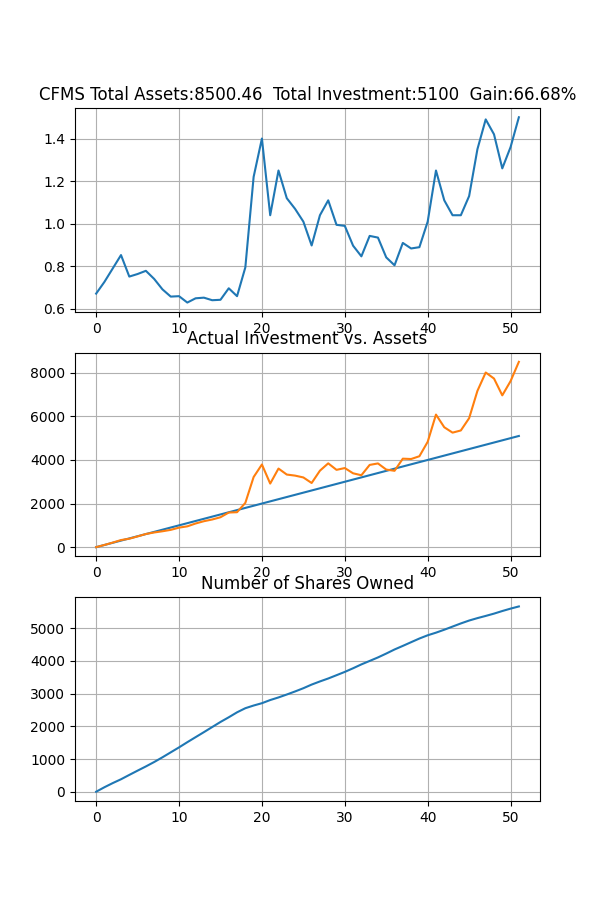 CFMS Total Assets:8500.46  Total Investment:5100  Gain:66.68%
1.4
1.2
1.0
0.8
0.6
0 10 20 30 40 50
Actual Investment vs. Assets
8000
6000
4000
2000
0
0 10 20 30 40 50
Number of Shares Owned
5000
4000
3000
2000
1000
0
0 10 20 30 40 50